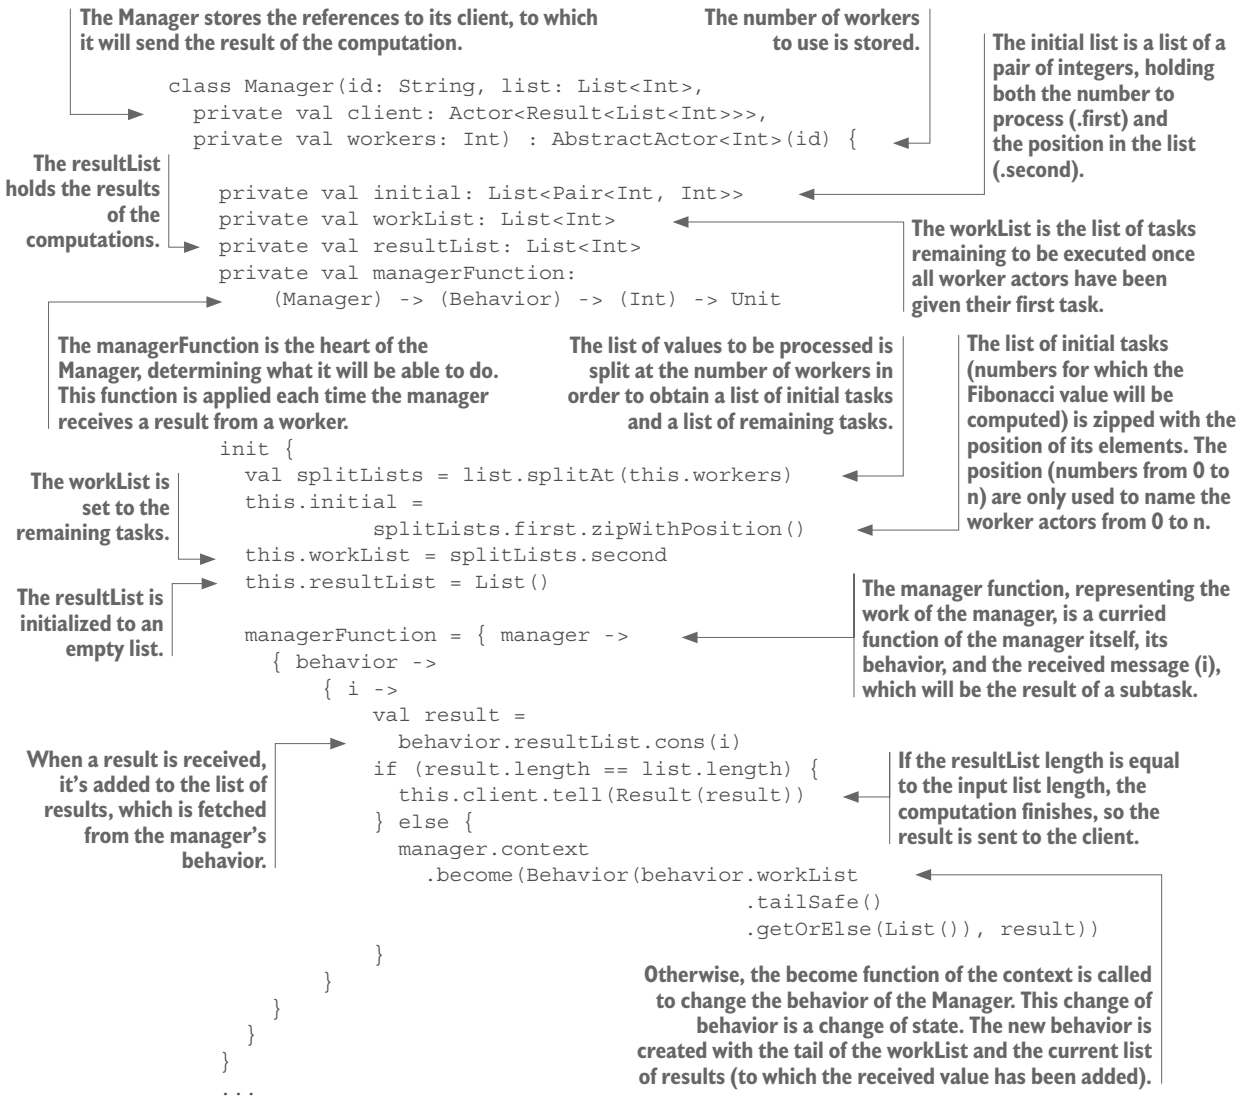 The Manager stores the references to its client, to which
it will send the result of the computation.
The number of workers
to use is stored.
The initial list is a list of a
pair of integers, holding
both the number to
process (.first) and
the position in the list
(.second).
class Manager(id: String, list: List<Int>,
private val client: Actor<Result<List<Int>>>,
private val workers: Int) : AbstractActor<Int>(id) {
The resultList
holds the results
of the
computations.
private val initial: List<Pair<Int, Int>>
private val workList: List<Int>
private val resultList: List<Int>
private val managerFunction:
(Manager) -> (Behavior) -> (Int) -> Unit
The workList is the list of tasks
remaining to be executed once
all worker actors have been
given their first task.
The managerFunction is the heart of the
Manager, determining what it will be able to do.
This function is applied each time the manager
receives a result from a worker.
The list of values to be processed is
split at the number of workers in
order to obtain a list of initial tasks
and a list of remaining tasks.
The list of initial tasks
(numbers for which the
Fibonacci value will be
computed) is zipped with the
position of its elements. The
position (numbers from 0 to
n) are only used to name the
worker actors from 0 to n.
init {
val splitLists = list.splitAt(this.workers)
this.initial =
splitLists.first.zipWithPosition()
this.workList = splitLists.second
this.resultList = List()
The workList is
set to the
remaining tasks.
The resultList is
initialized to an
empty list.
The manager function, representing the
work of the manager, is a curried
function of the manager itself, its
behavior, and the received message (i),
which will be the result of a subtask.
managerFunction = { manager ->
{ behavior ->
{ i ->
val result =
behavior.resultList.cons(i)
if (result.length == list.length) {
this.client.tell(Result(result))
} else {
manager.context
.become(Behavior(behavior.workList
.tailSafe()
.getOrElse(List()), result))
}
}
}
}
}
...
When a result is received,
it's added to the list of
results, which is fetched
from the manager's
behavior.
If the resultList length is equal
to the input list length, the
computation finishes, so the
result is sent to the client.
Otherwise, the become function of the context is called
to change the behavior of the Manager. This change of
behavior is a change of state. The new behavior is
created with the tail of the workList and the current list
of results (to which the received value has been added).